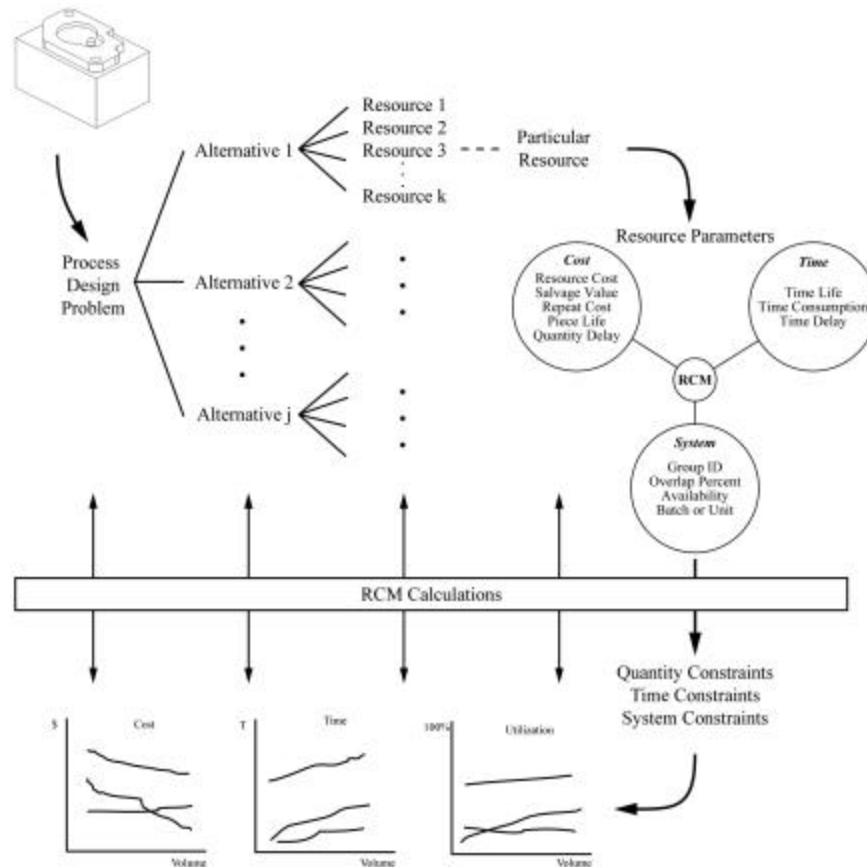 Resource 1
Resource 2
Alternative 1
Resource 3
Particular
Resource
Resource k
Process
Design
Problem
Alternative 2
Alternative j
Resource Parameters
Cost
Resource Cost
Salvage Value
Repeat Cost
Piece Life
Quantity Delay
Time
Time Life
Time Consumption
Time Delay
RCM
System
Group ID
Overlap Percent
Availability
Batch or Unit
RCM Calculations
Quantity Constraints
Time Constraints
System Constraints
$
Cost
Volume
T
Time
Volume
100%
Utilization
Volume